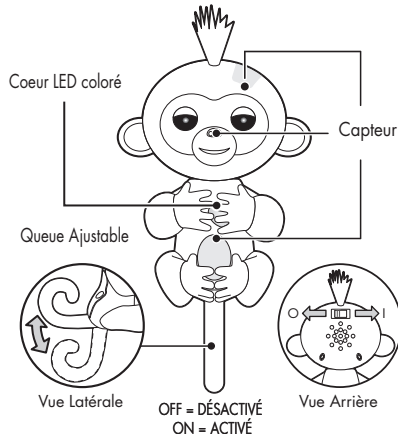 Coeur LED coloré
Capteur
Queue Ajustable
O I
Vue Latérale
Vue Arrière
OFF = DÉSACTIVÉ
ON = ACTIVÉ